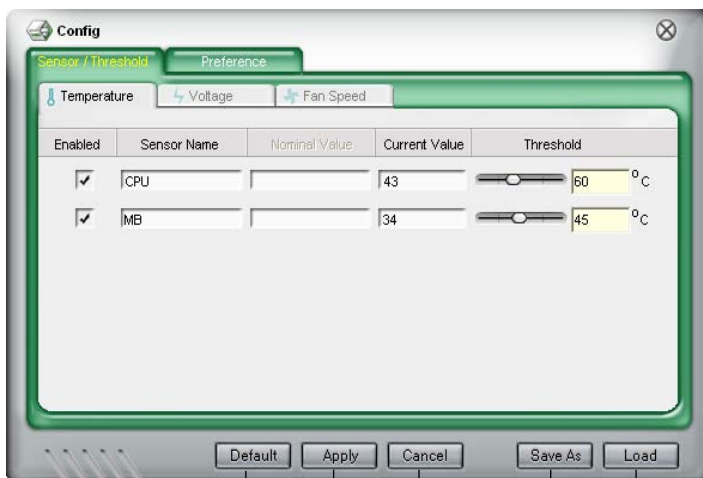 Config
Sensor / Threshold Preference
Temperature Voltage Fan Speed
Enabled Sensor Name Nominal Value Current Value Threshold
CPU 43 60 °C
MB 34 45 °C
Default Apply Cancel Save As Load